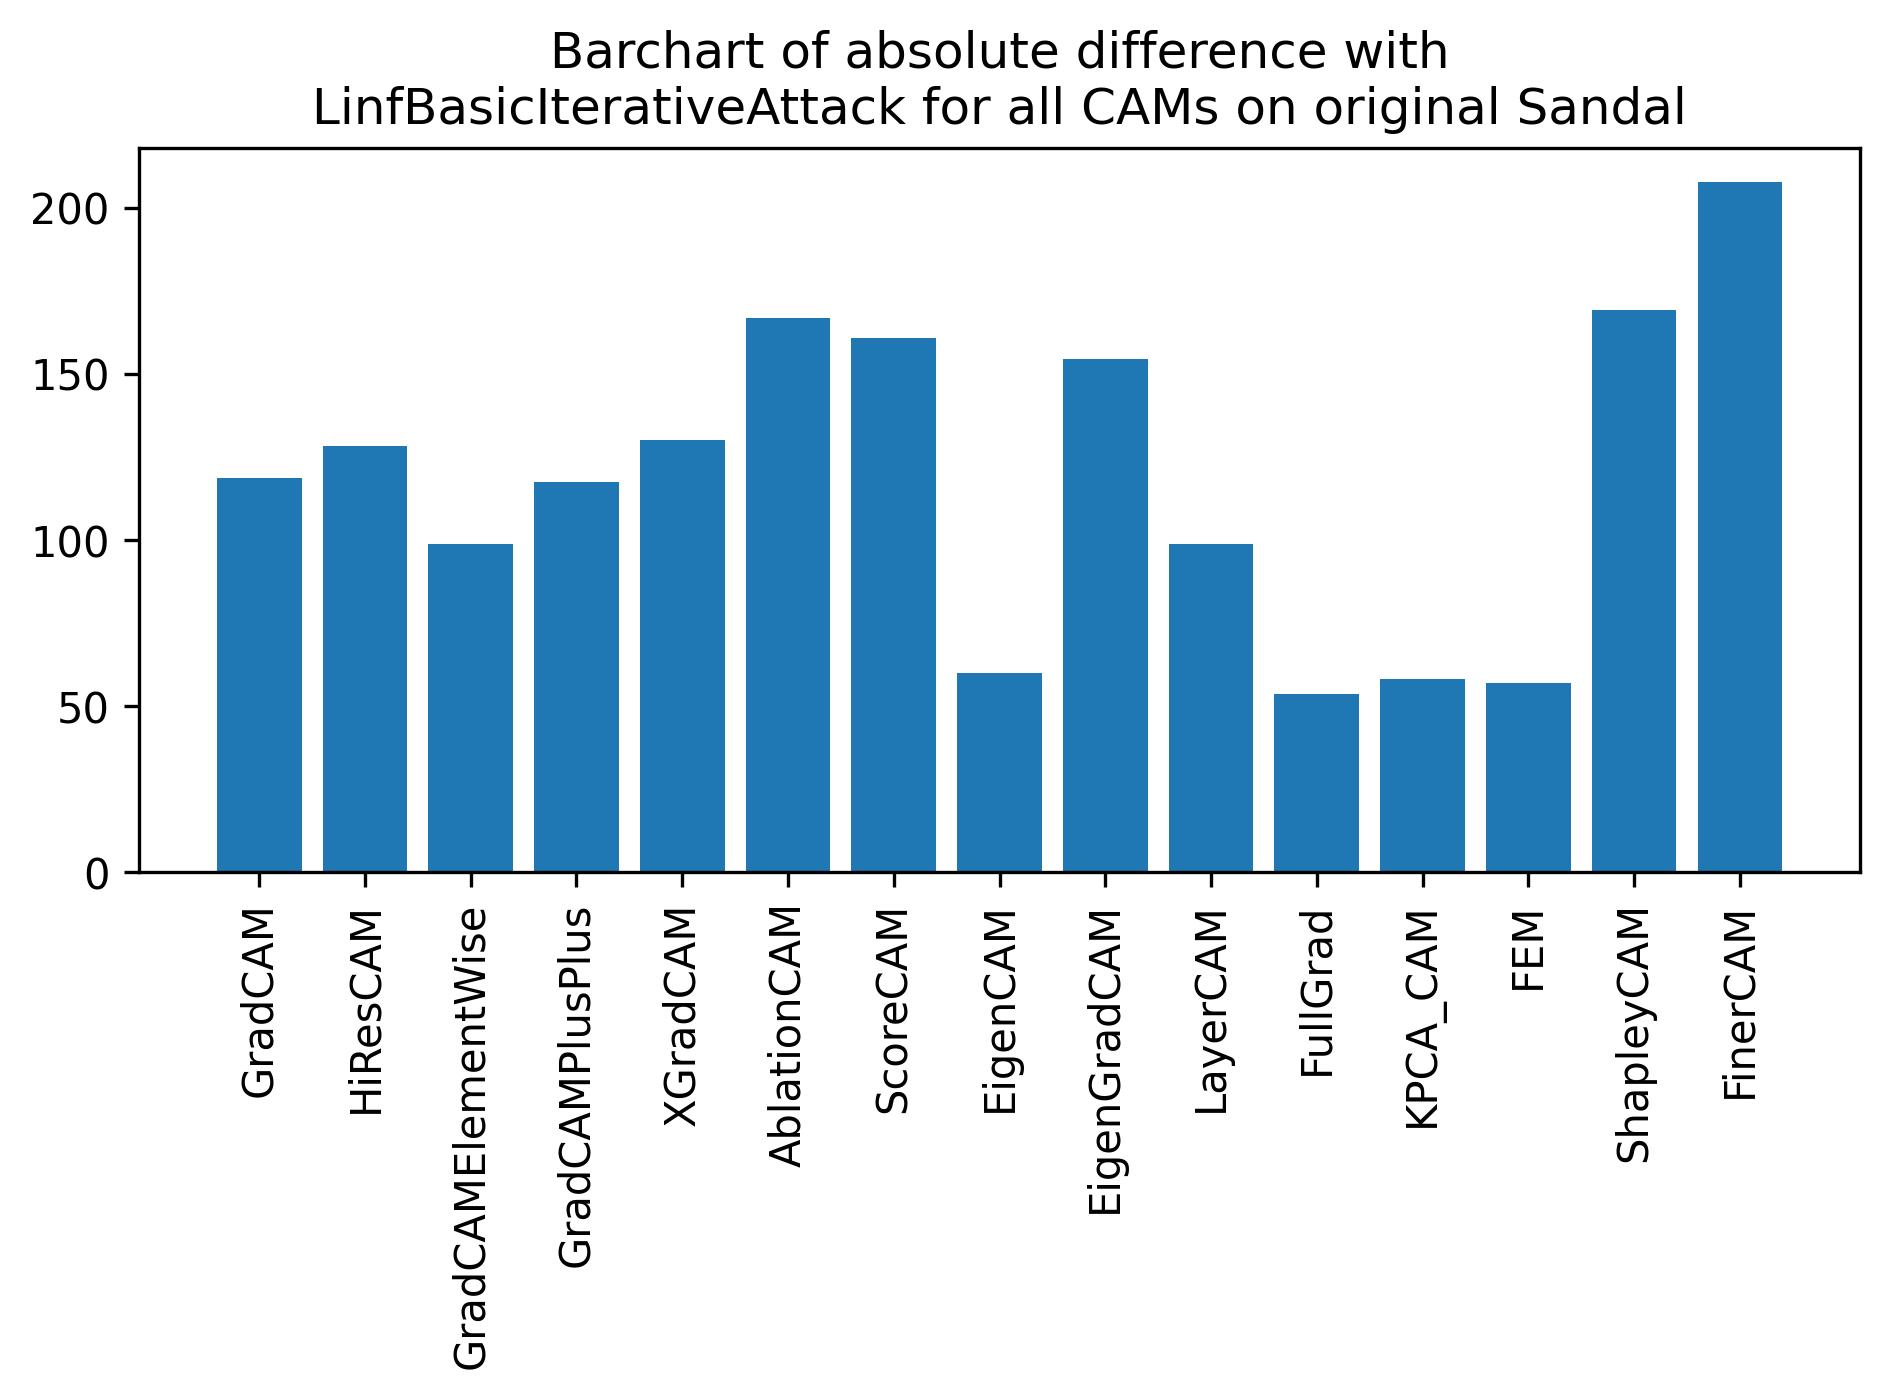 Barchart of absolute difference with
LinfBasicIterativeAttack for all CAMs on original Sandal
200
150
100
50
0
GradCAM
HiResCAM
GradCAMElementWise
GradCAMPlusPlus
XGradCAM
AblationCAM
ScoreCAM
EigenCAM
EigenGradCAM
LayerCAM
FullGrad
KPCA_CAM
FEM
ShapleyCAM
FinerCAM